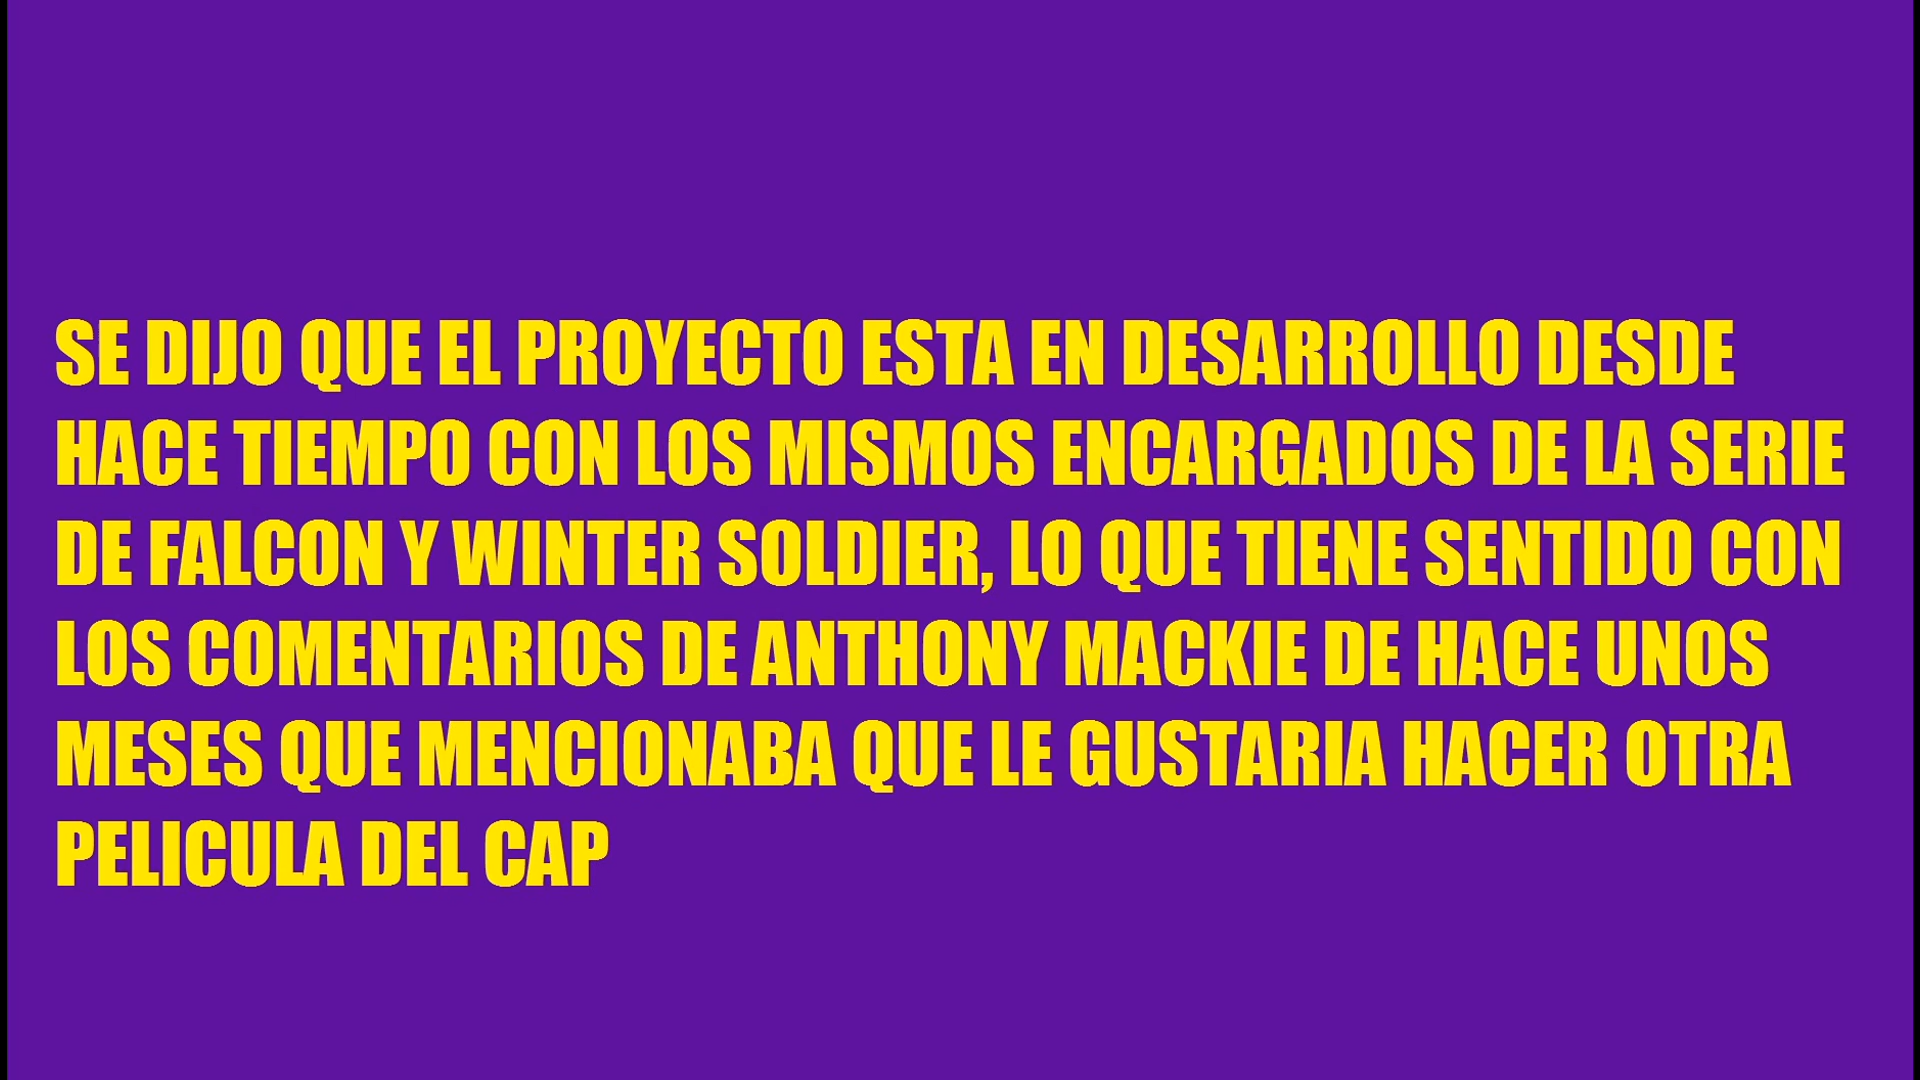 SE DIJO QUE EL PROYECTO ESTA EN DESARROLLO DESDE
HACE TIEMPO CON LOS MISMOS ENCARGADOS DE LA SERIE
DE FALCON Y WINTER SOLDIER, LO QUE TIENE SENTIDO CON
LOS COMENTARIOS DE ANTHONY MACKIE DE HACE UNOS
MESES QUE MENCIONABA QUE LE GUSTARIA HACER OTRA
PELICULA DEL CAP